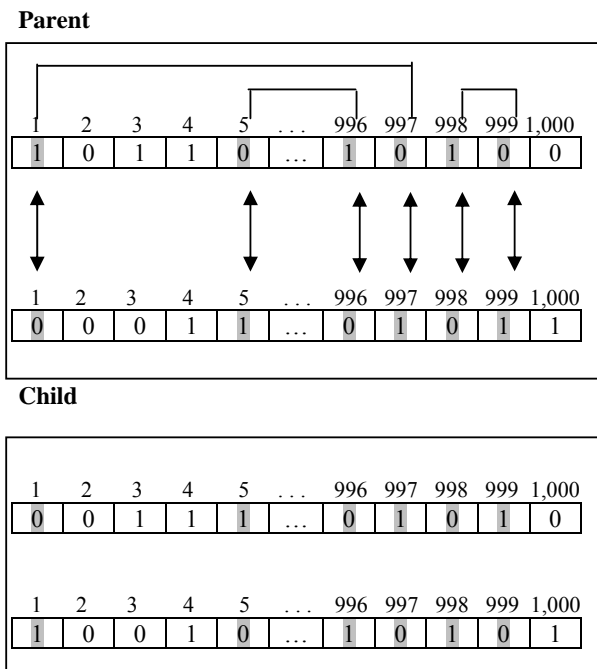 Parent
1 2 3 4 5 . . . 996 997 998 999 1,000
1 0 1 1 0 ... 1 0 1 0 0
1 2 3 4 5 . . . 996 997 998 999 1,000
0 0 0 1 1 ... 0 1 0 1 1
Child
1 2 3 4 5 . . . 996 997 998 999 1,000
0 0 1 1 1 ... 0 1 0 1 0
1 2 3 4 5 . . . 996 997 998 999 1,000
1 0 0 1 0 ... 1 0 1 0 1